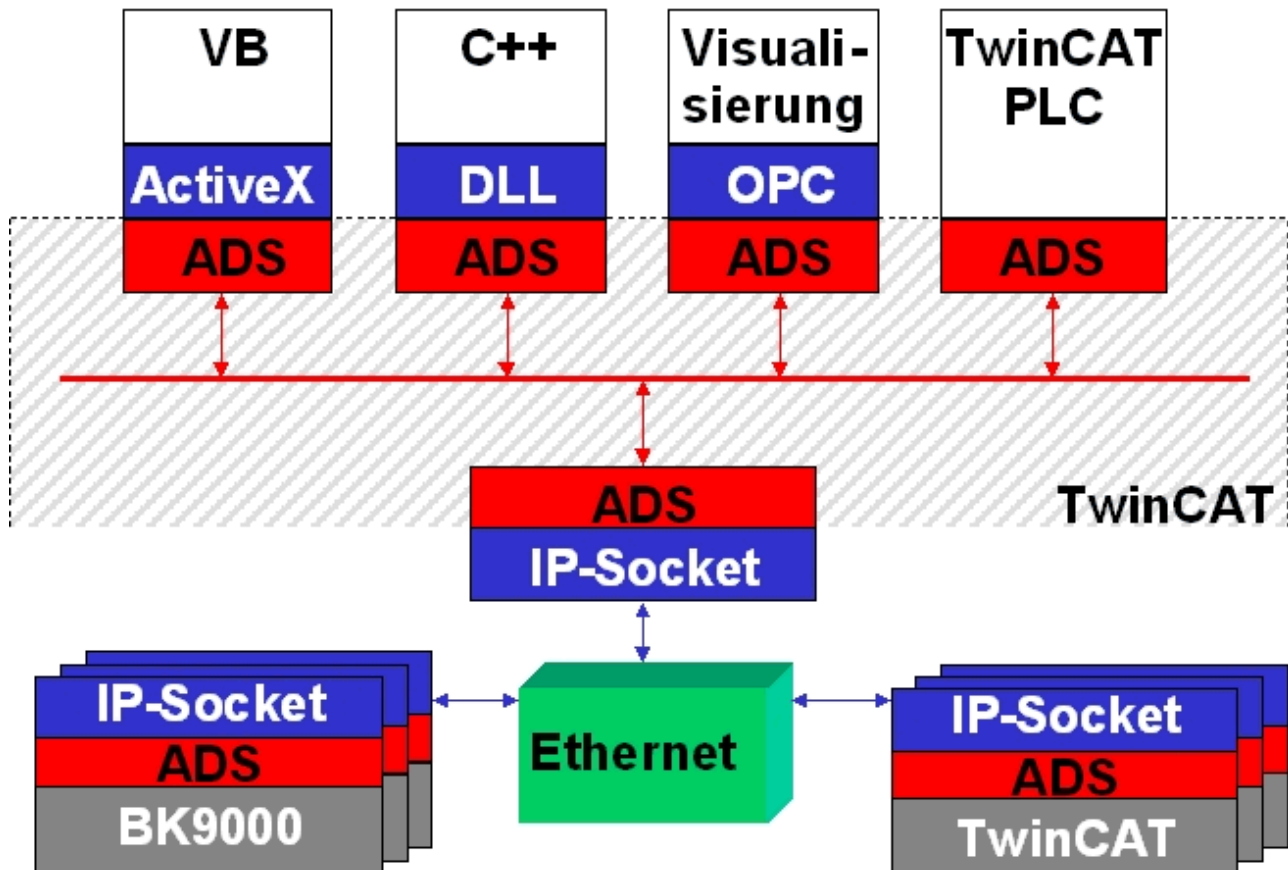 VB
ActiveX
ADS
C++
DLL
ADS
Visuali-
sierung
OPC
ADS
TwinCAT
PLC
ADS
TwinCAT
ADS
IP-Socket
IP-Socket
ADS
BK9000
Ethernet
IP-Socket
ADS
TwinCAT